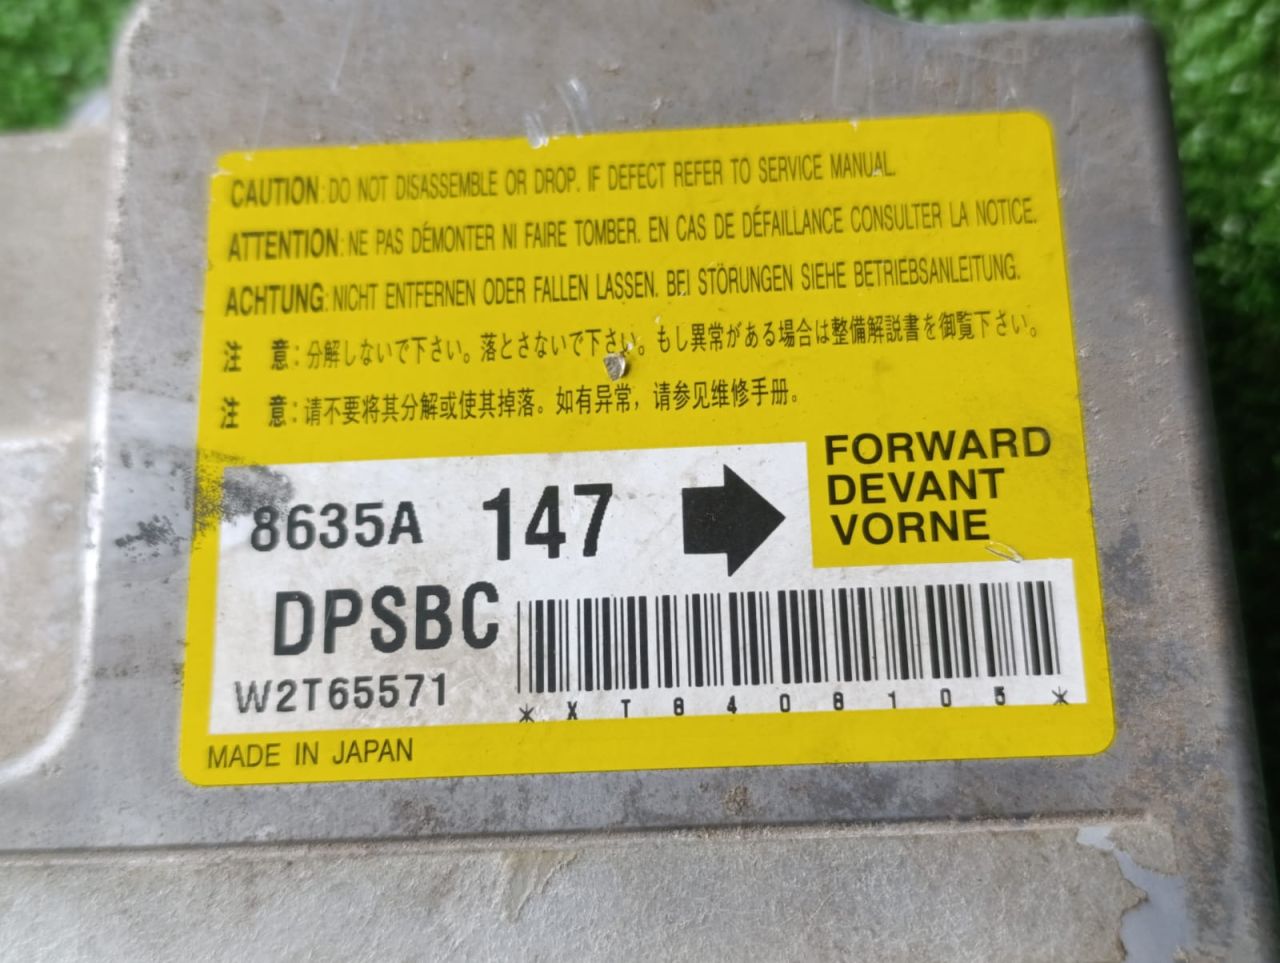 CAUTION: DO NOT DISASSEMBLE OR DROP. IF DEFECT REFER TO SERVICE MANUAL.
ATTENTION: NE PAS DÉMONTER NI FAIRE TOMBER. EN CAS DE DÉFAILLANCE CONSULTER LA NOTICE.
ACHTUNG: NICHT ENTFERNEN ODER FALLEN LASSEN. BEI STÖRUNGEN SIEHE BETRIEBSANLEITUNG.
注 意:分解しないで下さい。落とさないで下さい。もし異常がある場合は整備解説書を御覧下さい。
注 意:请不要将其分解或使其掉落。如有异常,请参见维修手册。
FORWARD
DEVANT
VORNE
8635A 147
DPSBC
W2T65571
*XT8408105*
MADE IN JAPAN